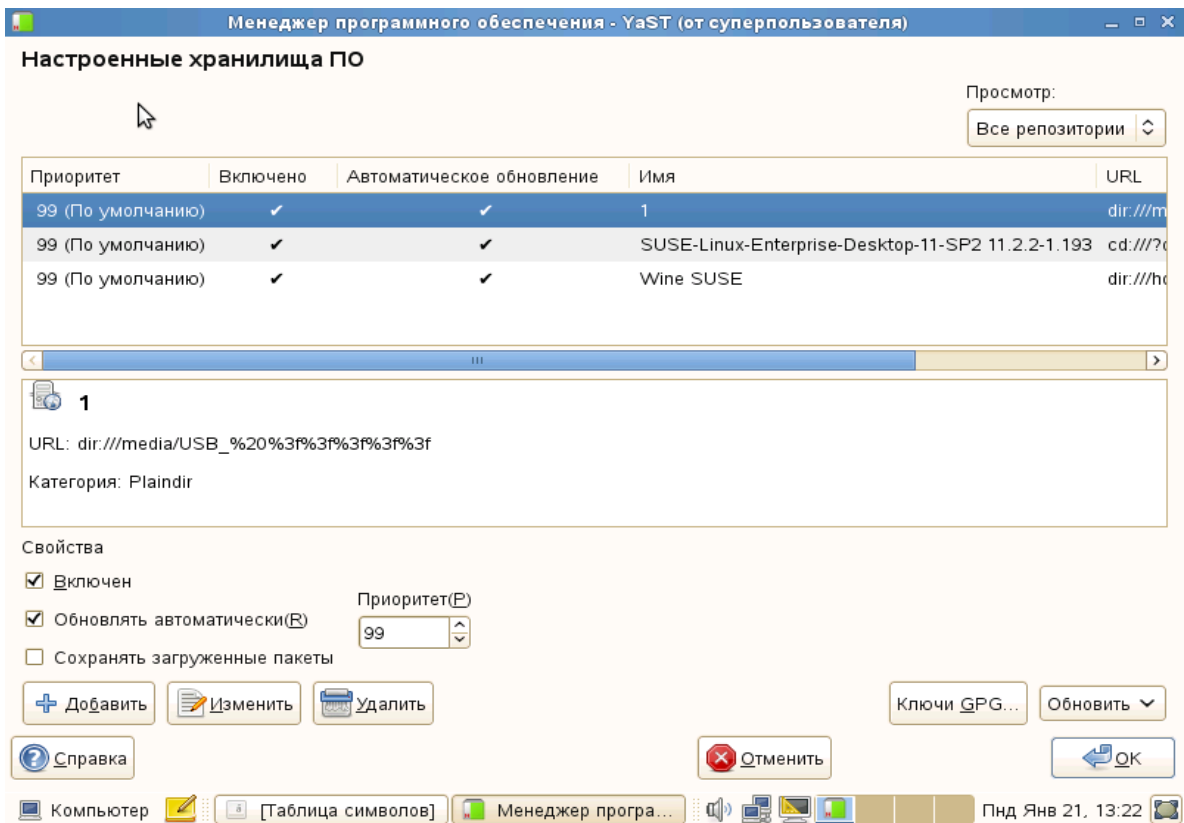 Менеджер программного обеспечения - YaST (от суперпользователя)
Настроенные хранилища ПО
Просмотр:
Все репозитории
Приоритет Включено Автоматическое обновление Имя URL
99 (По умолчанию) ✔ ✔ 1 dir:///m
99 (По умолчанию) ✔ ✔ SUSE-Linux-Enterprise-Desktop-11-SP2 11.2.2-1.193 cd:///?d
99 (По умолчанию) ✔ ✔ Wine SUSE dir:///ho
1
URL: dir:///media/USB_%20%3f%3f%3f%3f%3f
Категория: Plaindir
Свойства
Включен
Обновлять автоматически(R)
Сохранять загруженные пакеты
Приоритет(P)
99
Добавить Изменить Удалить Ключи GPG... Обновить
Справка Отменить OK
Компьютер [Таблица символов] Менеджер програ... Пнд Янв 21, 13:22